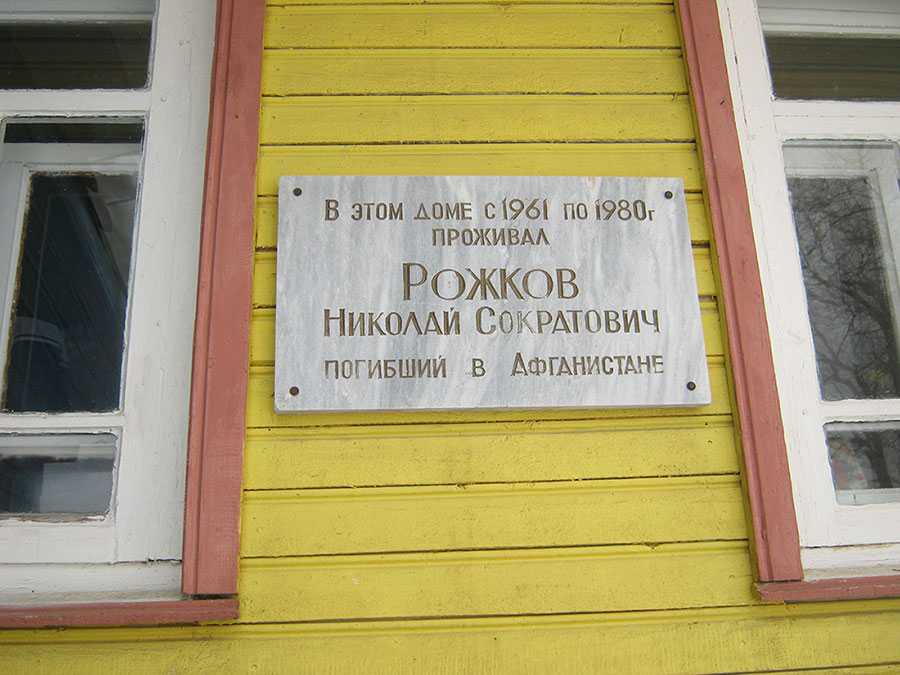 В ЭТОМ ДОМЕ С 1961 ПО 1980г
ПРОЖИВАЛ
РОЖКОВ
НИКОЛАЙ СОКРАТОВИЧ
ПОГИБШИЙ В АФГАНИСТАНЕ